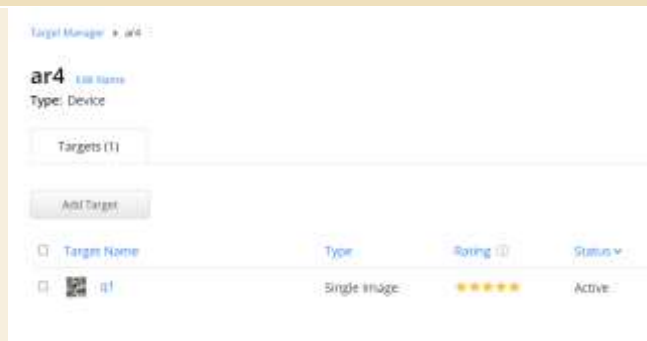 Target Manager > ar4
ar4 Edit Name
Type: Device
Targets (1)
Add Target
Target Name Type Rating Status
Single Image Active